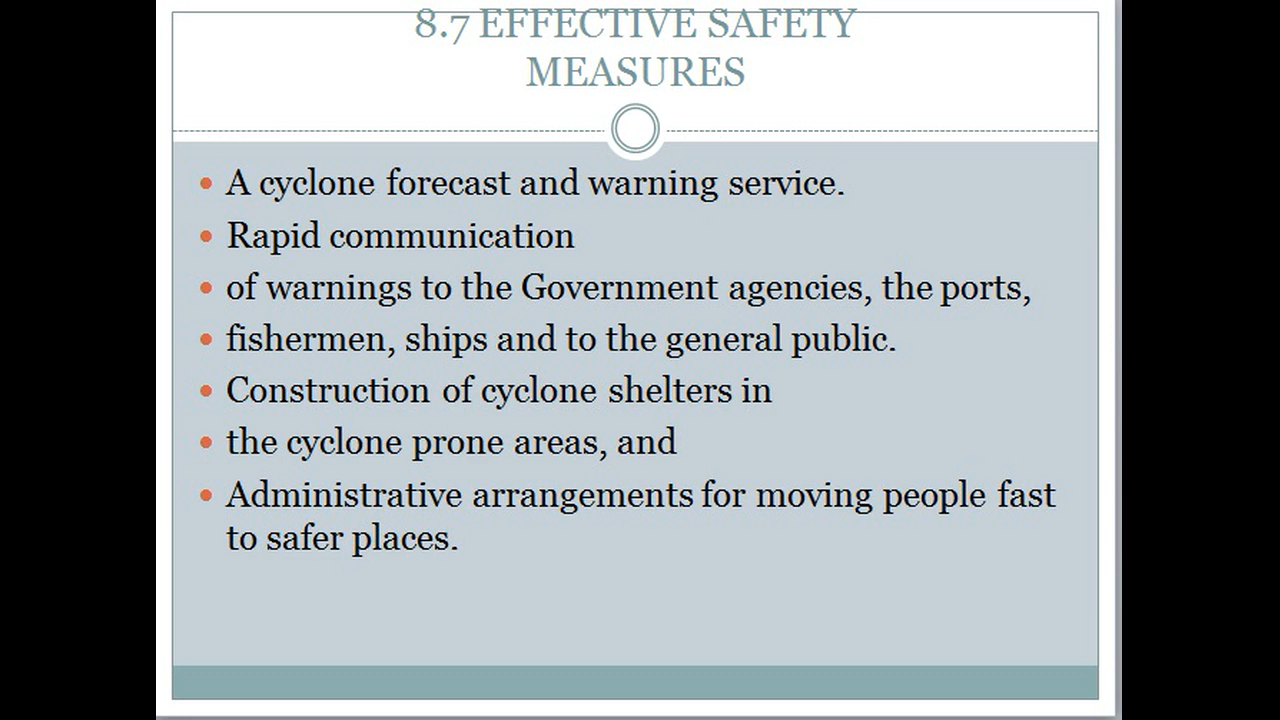 8.7 EFFECTIVE SAFETY
MEASURES
• A cyclone forecast and warning service.
• Rapid communication
• of warnings to the Government agencies, the ports,
• fishermen, ships and to the general public.
• Construction of cyclone shelters in
• the cyclone prone areas, and
• Administrative arrangements for moving people fast
to safer places.